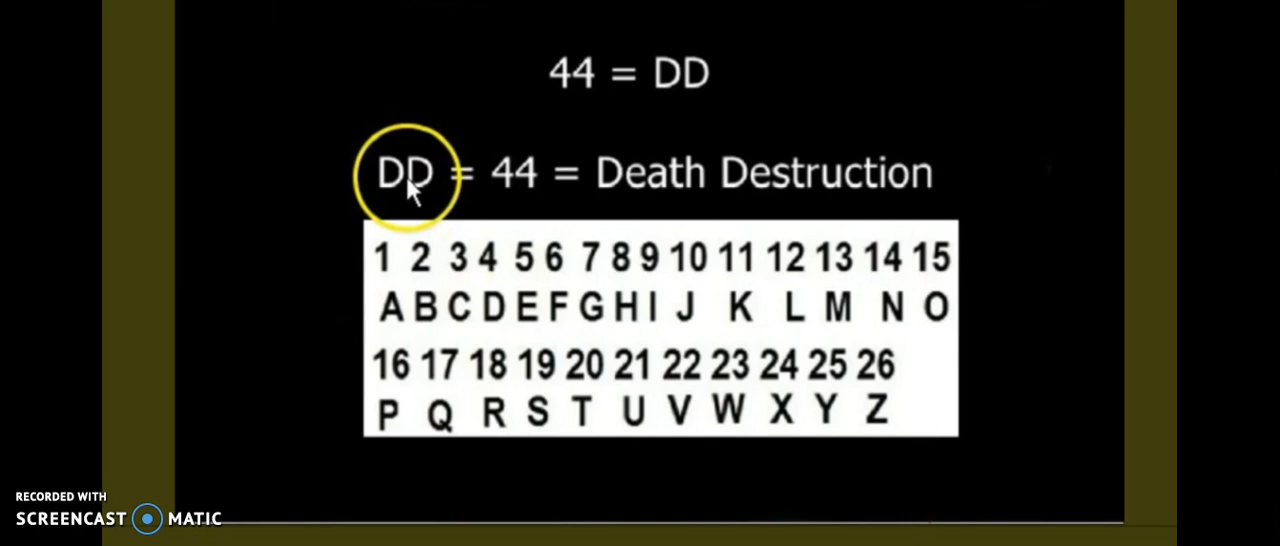 44 = DD
DD = 44 = Death Destruction
1 2 3 4 5 6 7 8 9 10 11 12 13 14 15
A B C D E F G H I J K L M N O
16 17 18 19 20 21 22 23 24 25 26
P Q R S T U V W X Y Z
RECORDED WITH
SCREENCAST MATIC